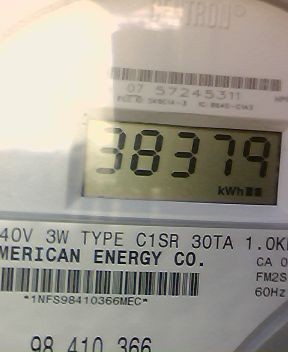 07 57245311
38379
kWh
40V 3W TYPE C1SR 30TA 1.0K
MERICAN ENERGY CO.
CA 0
*1NFS98410366MEC*
FM2S
60Hz
98 410 366